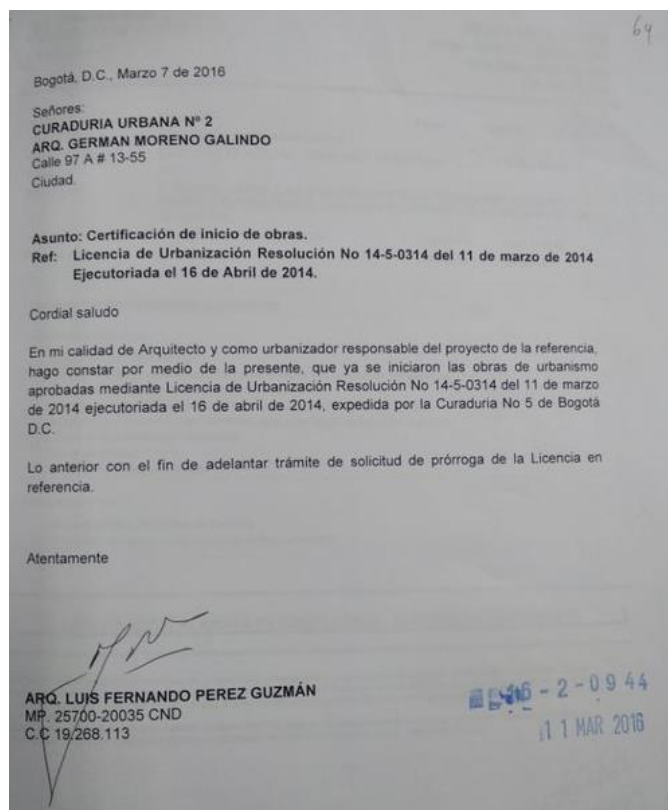 64
Bogotá, D.C., Marzo 7 de 2016
Señores:
CURADURIA URBANA Nº 2
ARQ. GERMAN MORENO GALINDO
Calle 97 A # 13-55
Ciudad.
Asunto: Certificación de inicio de obras.
Ref: Licencia de Urbanización Resolución No 14-5-0314 del 11 de marzo de 2014
Ejecutoriada el 16 de Abril de 2014.
Cordial saludo
En mi calidad de Arquitecto y como urbanizador responsable del proyecto de la referencia,
hago constar por medio de la presente, que ya se iniciaron las obras de urbanismo
aprobadas mediante Licencia de Urbanización Resolución No 14-5-0314 del 11 de marzo
de 2014 ejecutoriada el 16 de abril de 2014, expedida por la Curaduria No 5 de Bogotá
D.C.
Lo anterior con el fin de adelantar trámite de solicitud de prórroga de la Licencia en
referencia.
Atentamente
ARQ. LUIS FERNANDO PEREZ GUZMÁN
MP. 25700-20035 CND
C.C 19.268.113
16 - 2 - 0944
11 MAR 2016